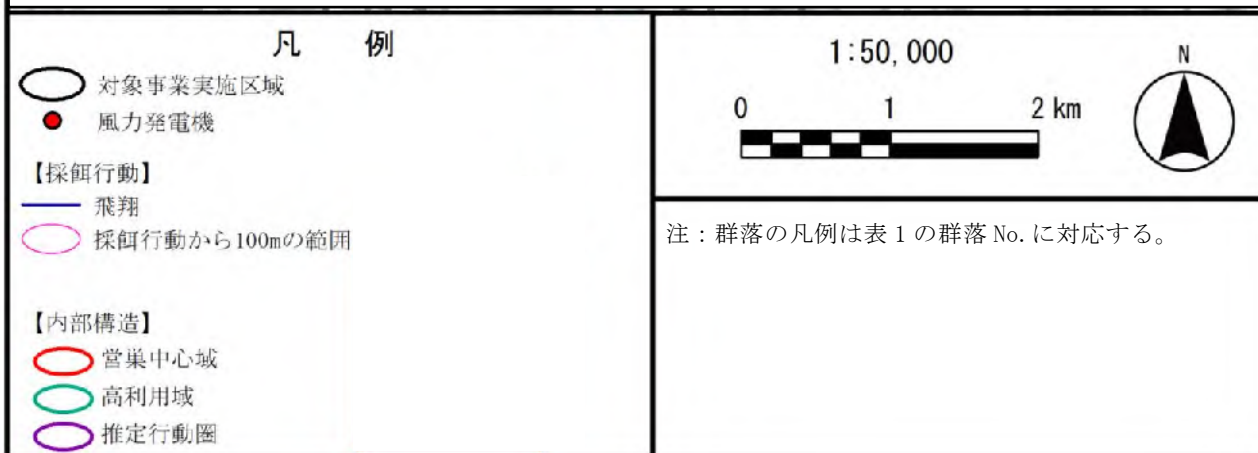 凡 例
対象事業実施区域
風力発電機
【採餌行動】
飛翔
採餌行動から100mの範囲
【内部構造】
営巣中心域
高利用域
推定行動圏
1:50,000
0 1 2 km
N
注：群落の凡例は表 1 の群落 No. に対応する。